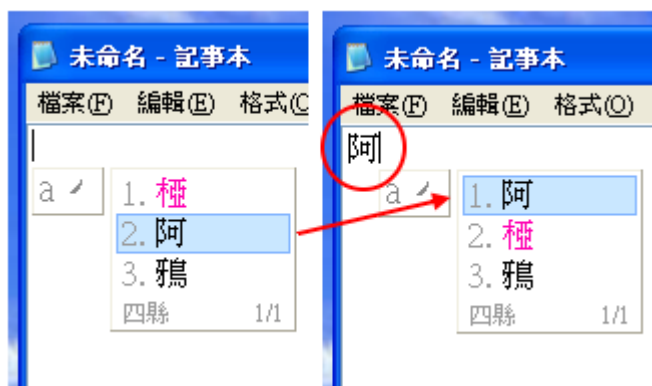 未命名 - 記事本
檔案(F) 編輯(E) 格式(O
a ˊ
1. 椏
2. 阿
3. 鴉
四縣 1/1
未命名 - 記事本
檔案(F) 編輯(E) 格式(O)
阿
a ˊ
1. 阿
2. 椏
3. 鴉
四縣 1/1